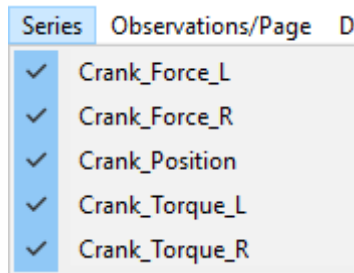 Series Observations/Page D
Crank_Force_L
Crank_Force_R
Crank_Position
Crank_Torque_L
Crank_Torque_R